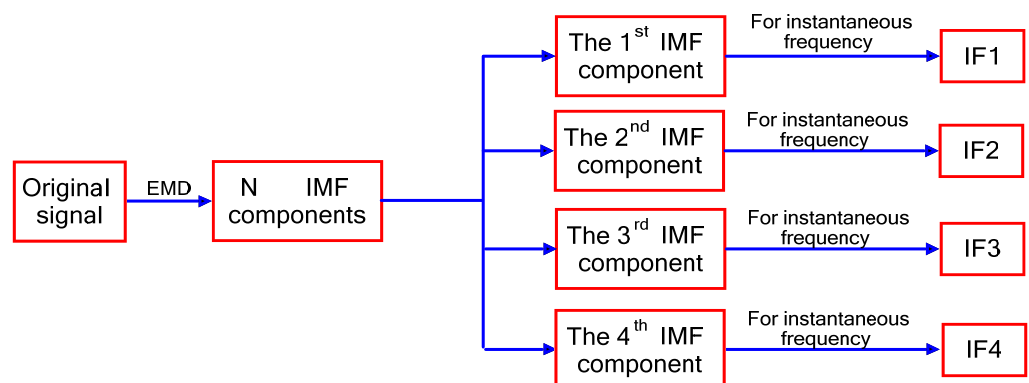 Original
signal
EMD
N IMF
components
The 1st IMF
component
For instantaneous
frequency
IF1
The 2nd IMF
component
For instantaneous
frequency
IF2
The 3rd IMF
component
For instantaneous
frequency
IF3
The 4th IMF
component
For instantaneous
frequency
IF4